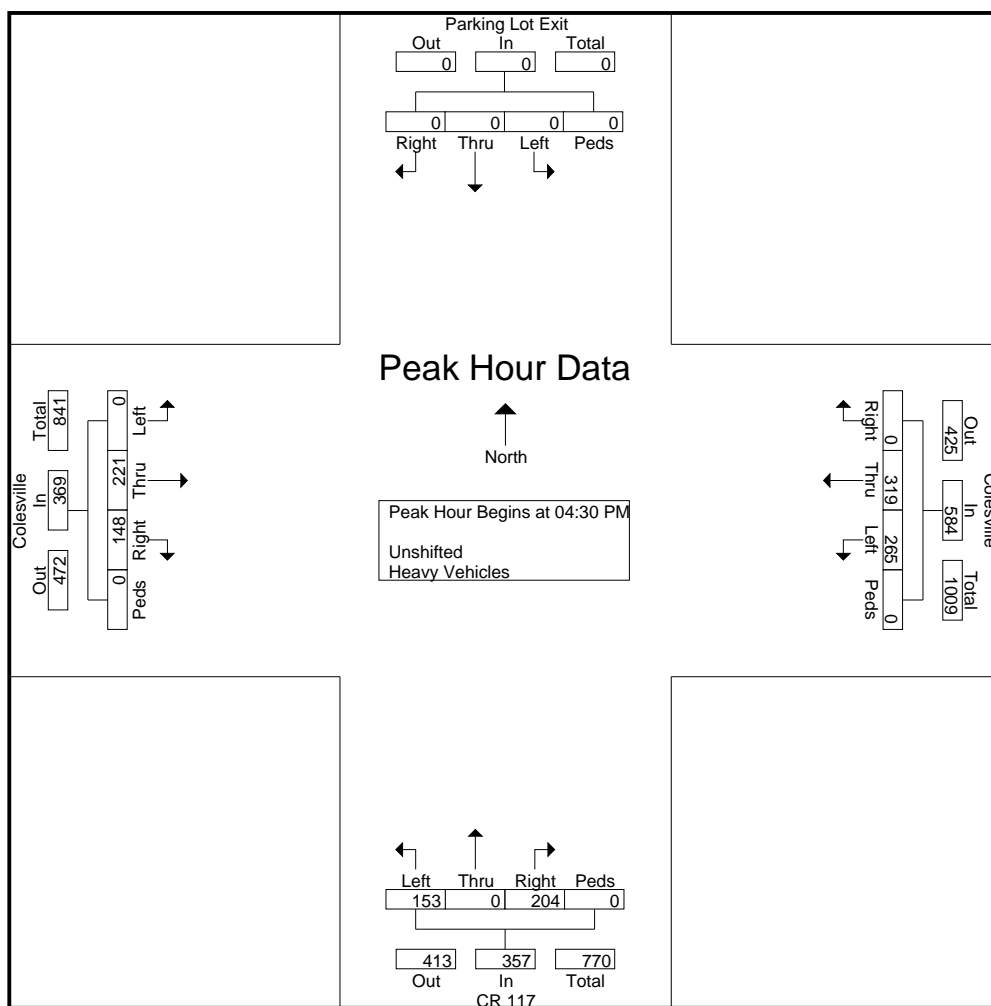 Parking Lot Exit
Out In Total
0 0 0
0 0 0 0
Right Thru Left Peds
Peak Hour Data
North
Peak Hour Begins at 04:30 PM
Unshifted
Heavy Vehicles
Colesville
Total In Out
841 369 472
0 221 148 0
Left Thru Right Peds
Right Thru Left Peds
0 319 265 0
425 584 1009
Out In Total
Colesville
Left Thru Right Peds
153 0 204 0
413 357 770
Out In Total
CR 117